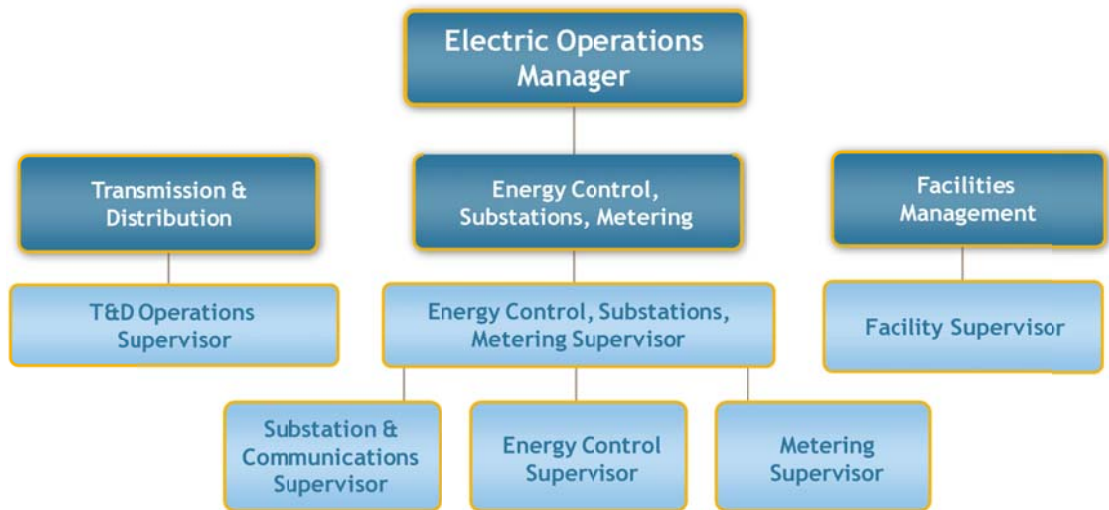 Electric Operations
Manager
Transmission &
Distribution
Energy Control,
Substations, Metering
Facilities
Management
T&D Operations
Supervisor
Energy Control, Substations,
Metering Supervisor
Facility Supervisor
Substation &
Communications
Supervisor
Energy Control
Supervisor
Metering
Supervisor